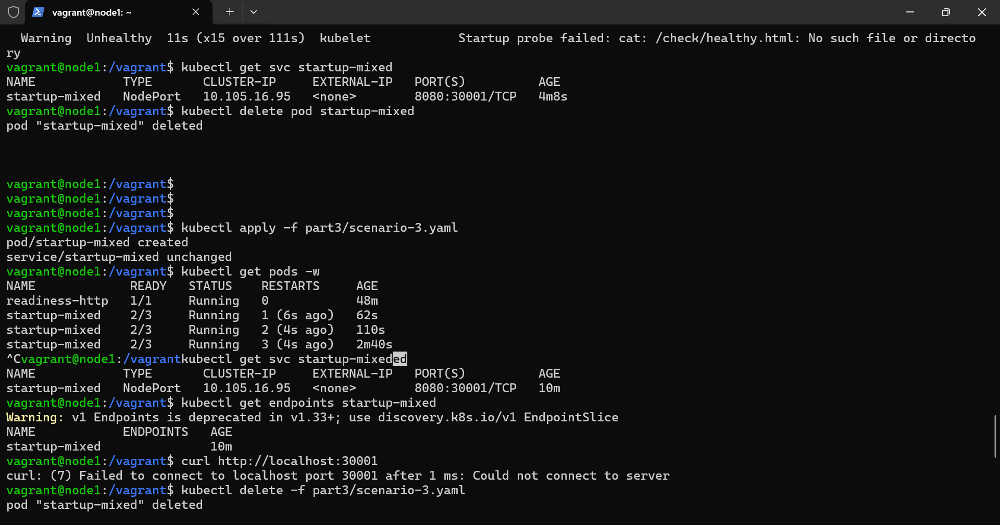 vagrant@node1: ~
  Warning  Unhealthy  11s (x15 over 111s)  kubelet            Startup probe failed: cat: /check/healthy.html: No such file or directo
ry
vagrant@node1:/vagrant$ kubectl get svc startup-mixed
NAME            TYPE       CLUSTER-IP     EXTERNAL-IP   PORT(S)          AGE
startup-mixed   NodePort   10.105.16.95   <none>        8080:30001/TCP   4m8s
vagrant@node1:/vagrant$ kubectl delete pod startup-mixed
pod "startup-mixed" deleted
vagrant@node1:/vagrant$
vagrant@node1:/vagrant$
vagrant@node1:/vagrant$
vagrant@node1:/vagrant$ kubectl apply -f part3/scenario-3.yaml
pod/startup-mixed created
service/startup-mixed unchanged
vagrant@node1:/vagrant$ kubectl get pods -w
NAME             READY   STATUS    RESTARTS     AGE
readiness-http   1/1     Running   0            48m
startup-mixed    2/3     Running   1 (6s ago)   62s
startup-mixed    2/3     Running   2 (4s ago)   110s
startup-mixed    2/3     Running   3 (4s ago)   2m40s
^Cvagrant@node1:/vagrantkubectl get svc startup-mixeded
NAME            TYPE       CLUSTER-IP     EXTERNAL-IP   PORT(S)          AGE
startup-mixed   NodePort   10.105.16.95   <none>        8080:30001/TCP   10m
vagrant@node1:/vagrant$ kubectl get endpoints startup-mixed
Warning: v1 Endpoints is deprecated in v1.33+; use discovery.k8s.io/v1 EndpointSlice
NAME            ENDPOINTS   AGE
startup-mixed               10m
vagrant@node1:/vagrant$ curl http://localhost:30001
curl: (7) Failed to connect to localhost port 30001 after 1 ms: Could not connect to server
vagrant@node1:/vagrant$ kubectl delete -f part3/scenario-3.yaml
pod "startup-mixed" deleted